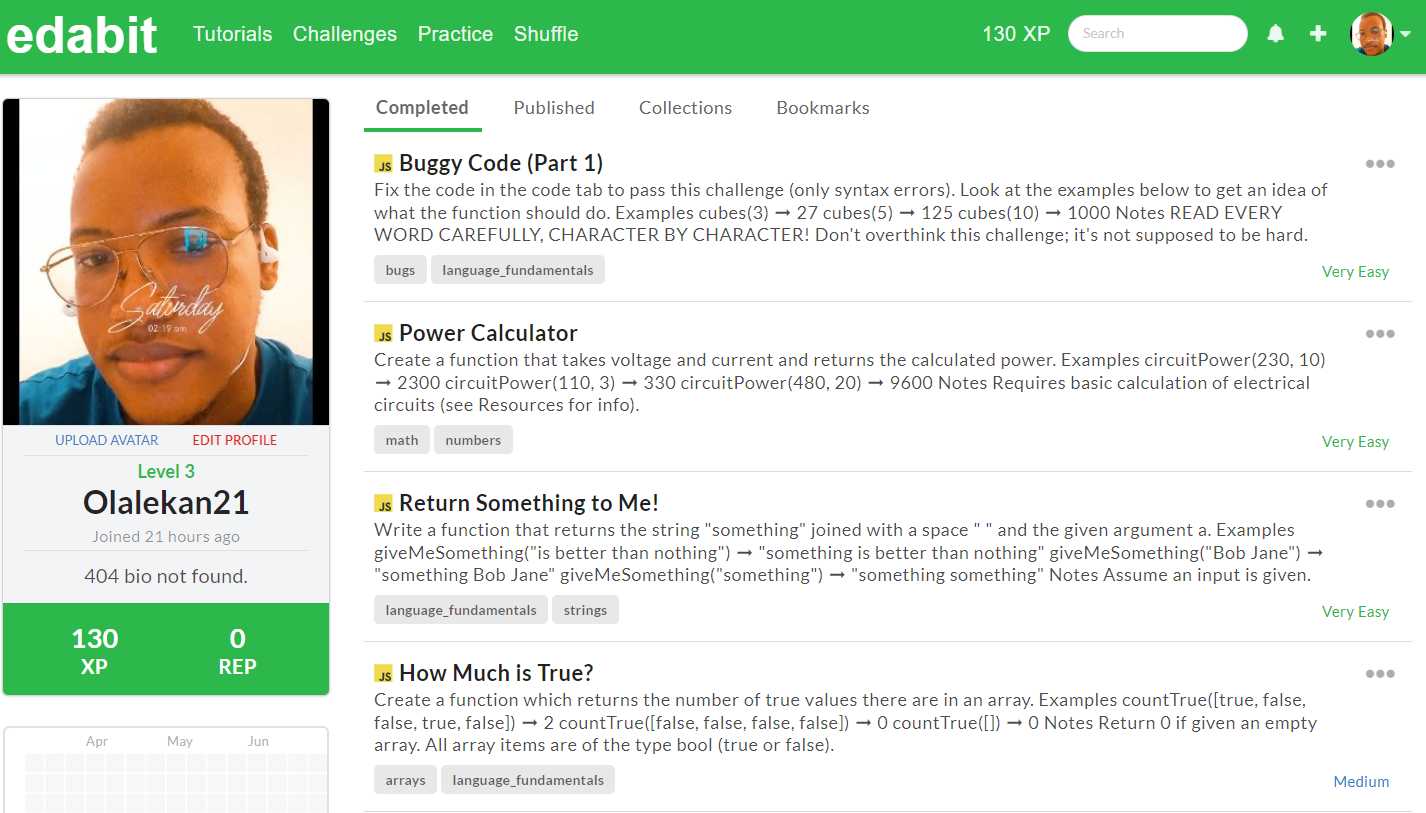 edabit
Tutorials
Challenges
Practice
Shuffle
130 XP
Search
Saturday
02:19 pm
UPLOAD AVATAR
EDIT PROFILE
Level 3
Olalekan21
Joined 21 hours ago
404 bio not found.
130
XP
0
REP
Apr
May
Jun
Completed
Published
Collections
Bookmarks
JS Buggy Code (Part 1)
Fix the code in the code tab to pass this challenge (only syntax errors). Look at the examples below to get an idea of
what the function should do. Examples cubes(3) ➞ 27 cubes(5) ➞ 125 cubes(10) ➞ 1000 Notes READ EVERY
WORD CAREFULLY, CHARACTER BY CHARACTER! Don't overthink this challenge; it's not supposed to be hard.
bugs
language_fundamentals
Very Easy
JS Power Calculator
Create a function that takes voltage and current and returns the calculated power. Examples circuitPower(230, 10)
➞ 2300 circuitPower(110, 3) ➞ 330 circuitPower(480, 20) ➞ 9600 Notes Requires basic calculation of electrical
circuits (see Resources for info).
math
numbers
Very Easy
JS Return Something to Me!
Write a function that returns the string "something" joined with a space " " and the given argument a. Examples
giveMeSomething("is better than nothing") ➞ "something is better than nothing" giveMeSomething("Bob Jane") ➞
"something Bob Jane" giveMeSomething("something") ➞ "something something" Notes Assume an input is given.
language_fundamentals
strings
Very Easy
JS How Much is True?
Create a function which returns the number of true values there are in an array. Examples countTrue([true, false,
false, true, false]) ➞ 2 countTrue([false, false, false, false]) ➞ 0 countTrue([]) ➞ 0 Notes Return 0 if given an empty
array. All array items are of the type bool (true or false).
arrays
language_fundamentals
Medium